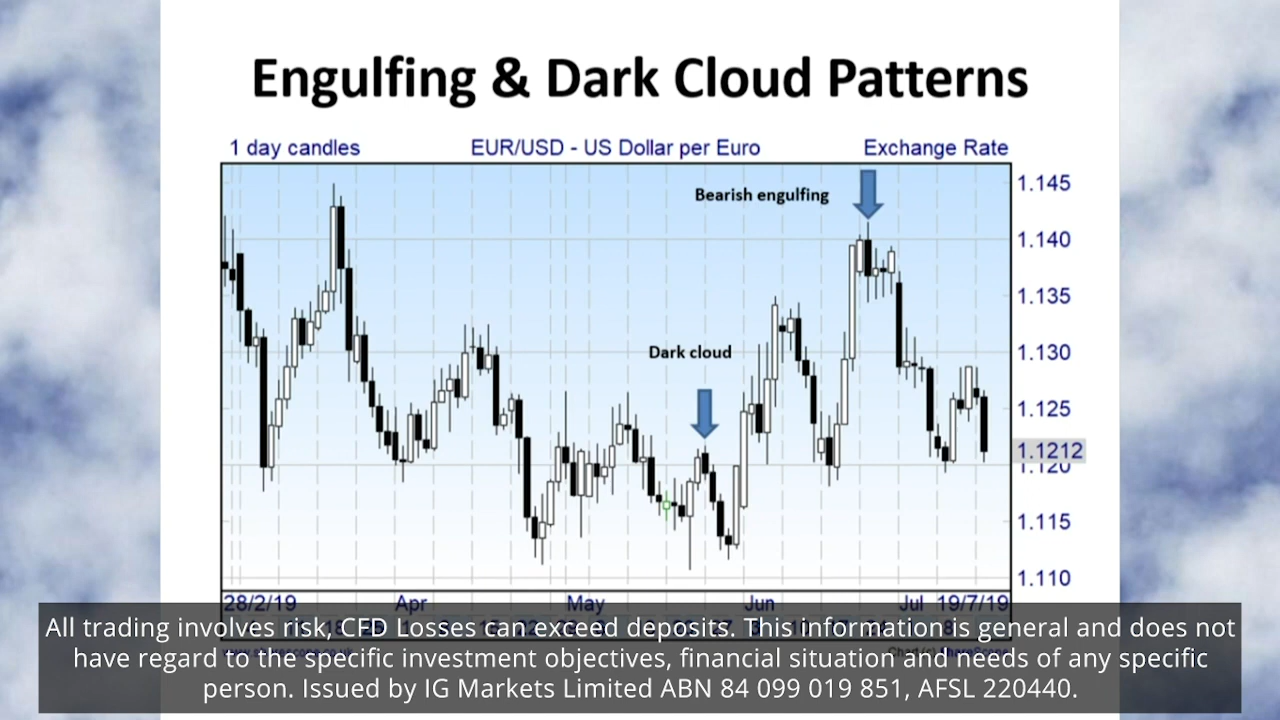 Engulfing & Dark Cloud Patterns
1 day candles EUR/USD - US Dollar per Euro Exchange Rate
1.145
Bearish engulfing
1.140
1.135
Dark cloud
1.130
1.125
1.1212
1.120
1.115
1.110
28/2/19 Apr May Jun Jul 19/7/19
All trading involves risk, CFD Losses can exceed deposits. This information is general and does not
have regard to the specific investment objectives, financial situation and needs of any specific
person. Issued by IG Markets Limited ABN 84 099 019 851, AFSL 220440.